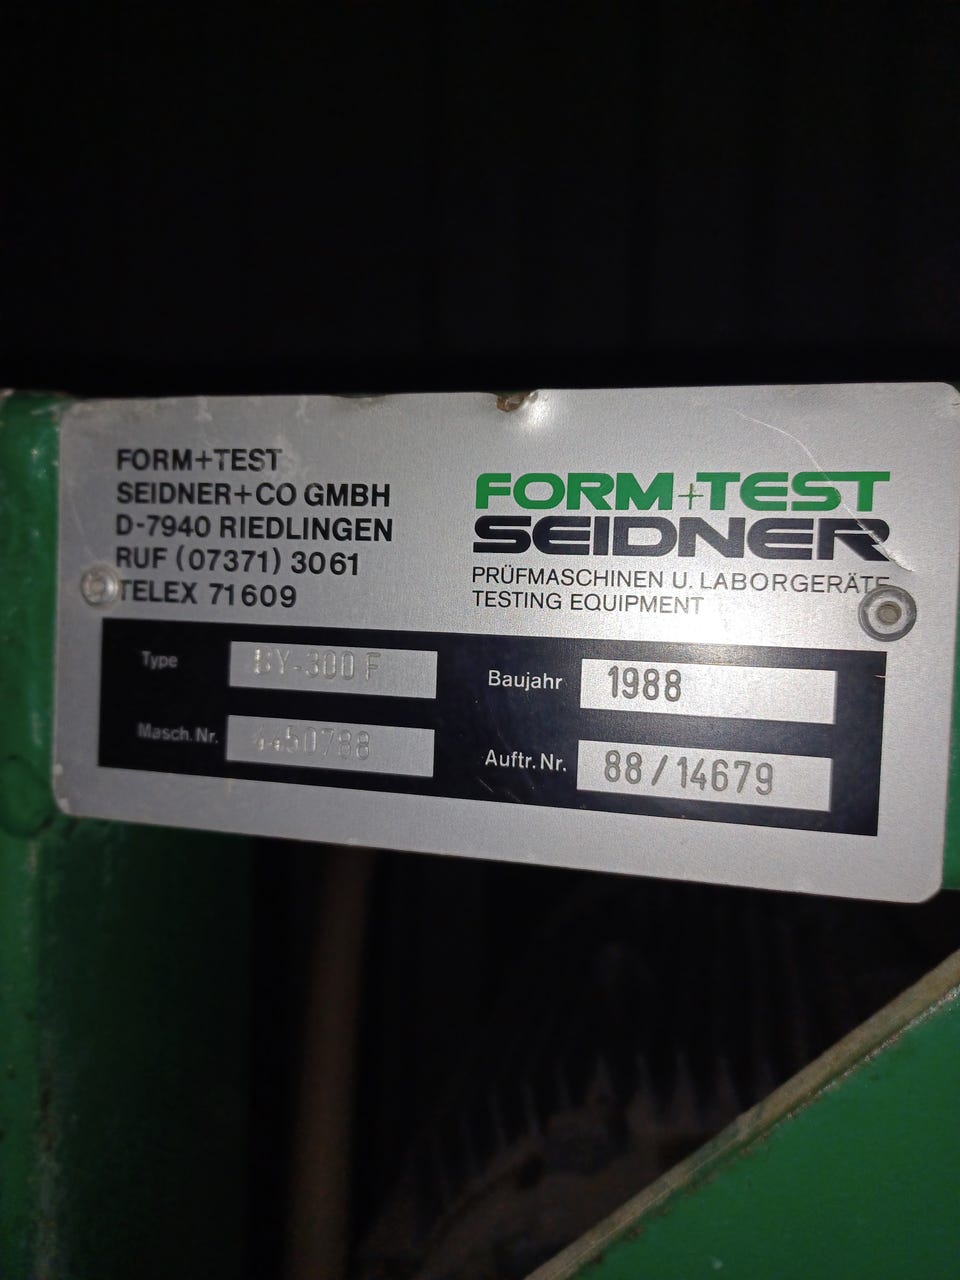 FORM+TEST
SEIDNER+CO GMBH
D-7940 RIEDLINGEN
RUF (07371) 3061
TELEX 71609
FORM+TEST
SEIDNER
PRÜFMASCHINEN U. LABORGERÄTE
TESTING EQUIPMENT
Type
Baujahr 1988
Masch.Nr. 4450788
Auftr.Nr. 88/14679